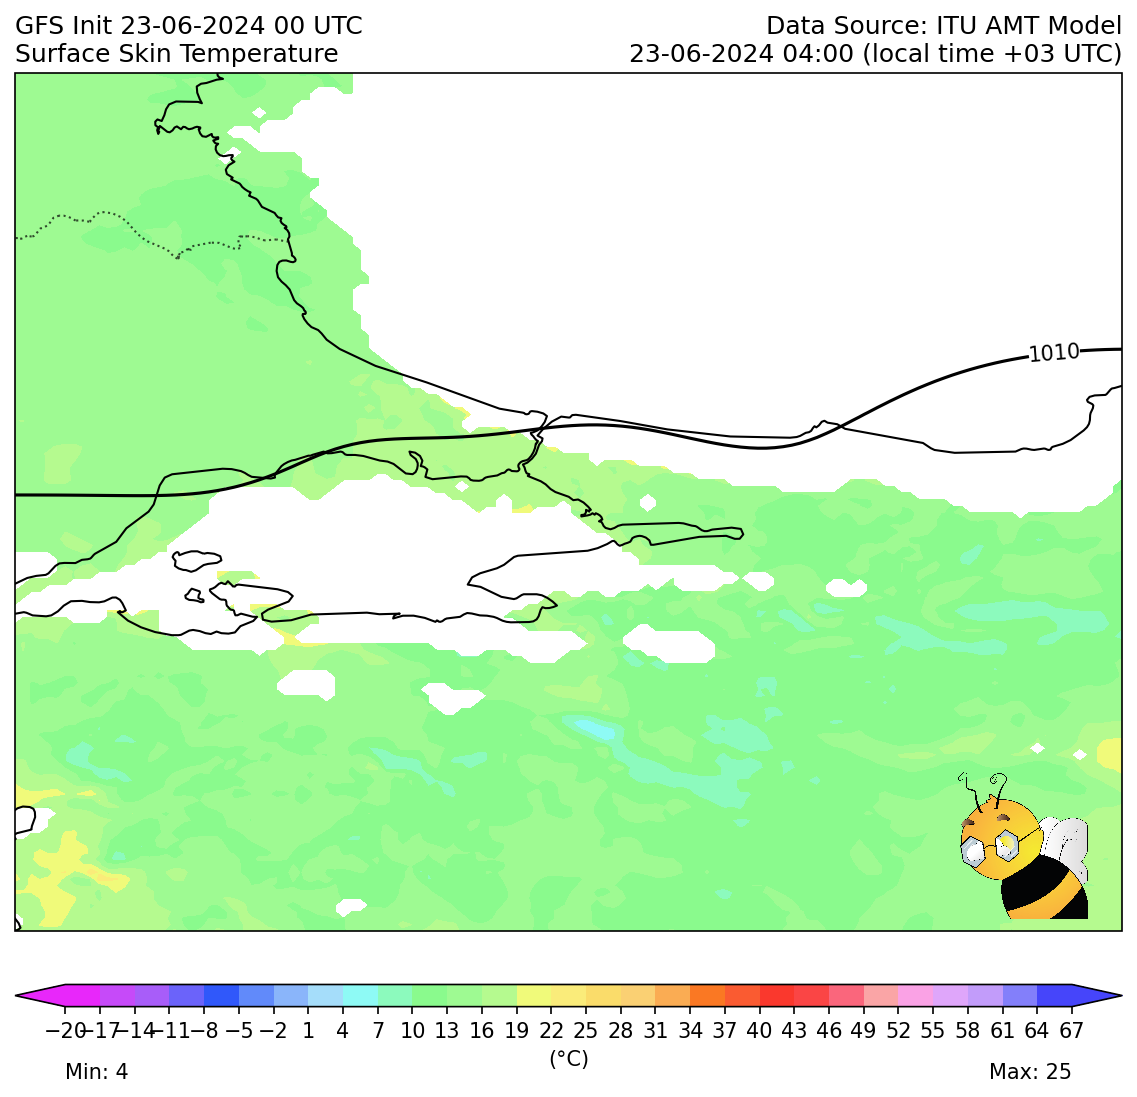 GFS Init 23-06-2024 00 UTC
Data Source: ITU AMT Model
Surface Skin Temperature
23-06-2024 04:00 (local time +03 UTC)
1010
−20 −17 −14 −11 −8 −5 −2 1 4 7 10 13 16 19 22 25 28 31 34 37 40 43 46 49 52 55 58 61 64 67
(°C)
Min: 4
Max: 25